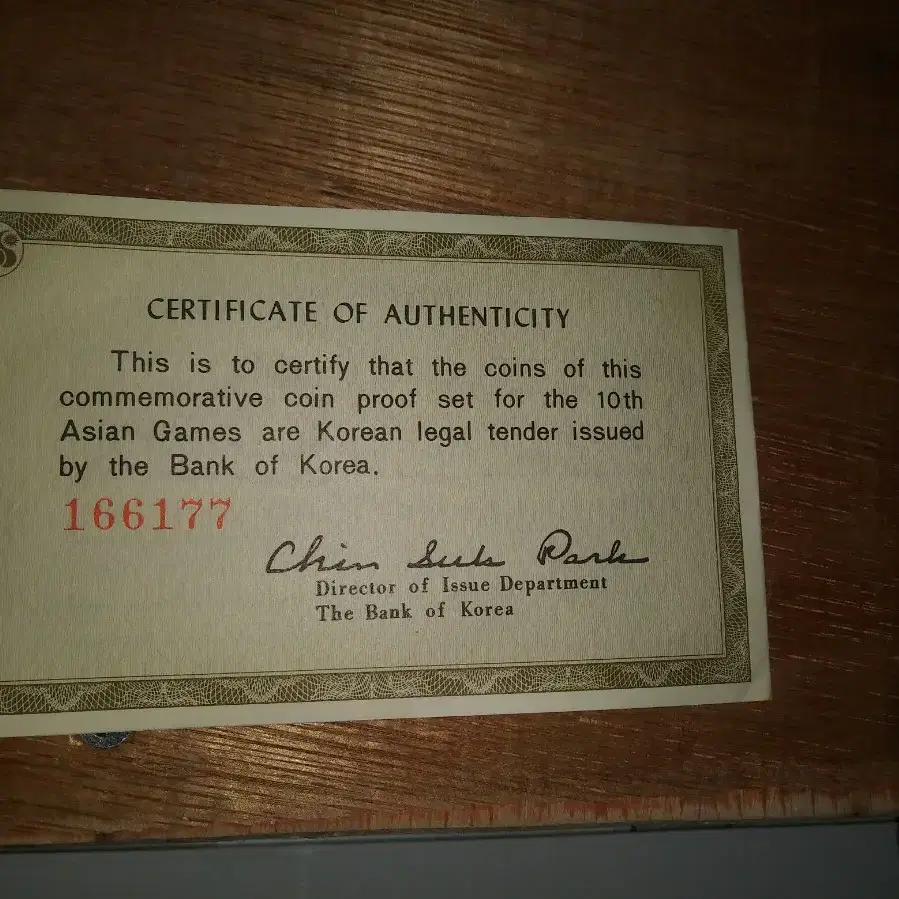 CERTIFICATE OF AUTHENTICITY
This is to certify that the coins of this
commemorative coin proof set for the 10th
Asian Games are Korean legal tender issued
by the Bank of Korea.
166177
Chin Suk Park
Director of Issue Department
The Bank of Korea